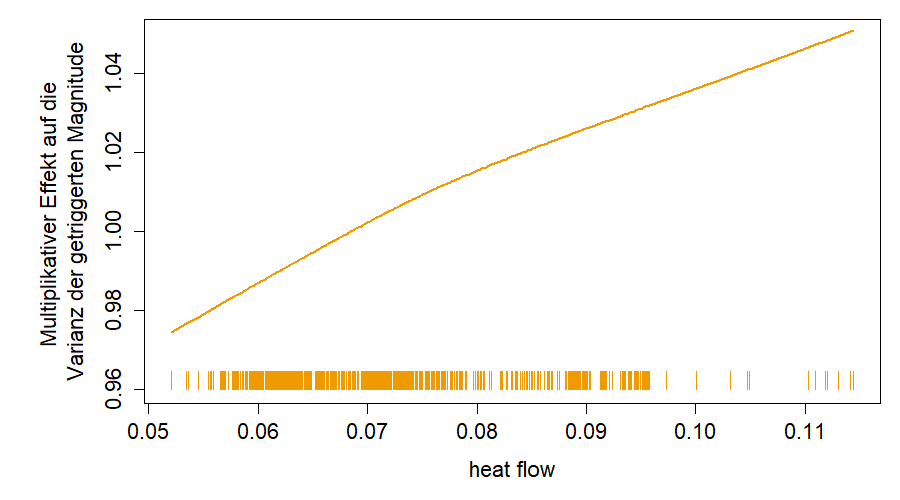 Multiplikativer Effekt auf die
Varianz der getriggerten Magnitude
1.04
1.02
1.00
0.98
0.96
0.05 0.06 0.07 0.08 0.09 0.10 0.11
heat flow